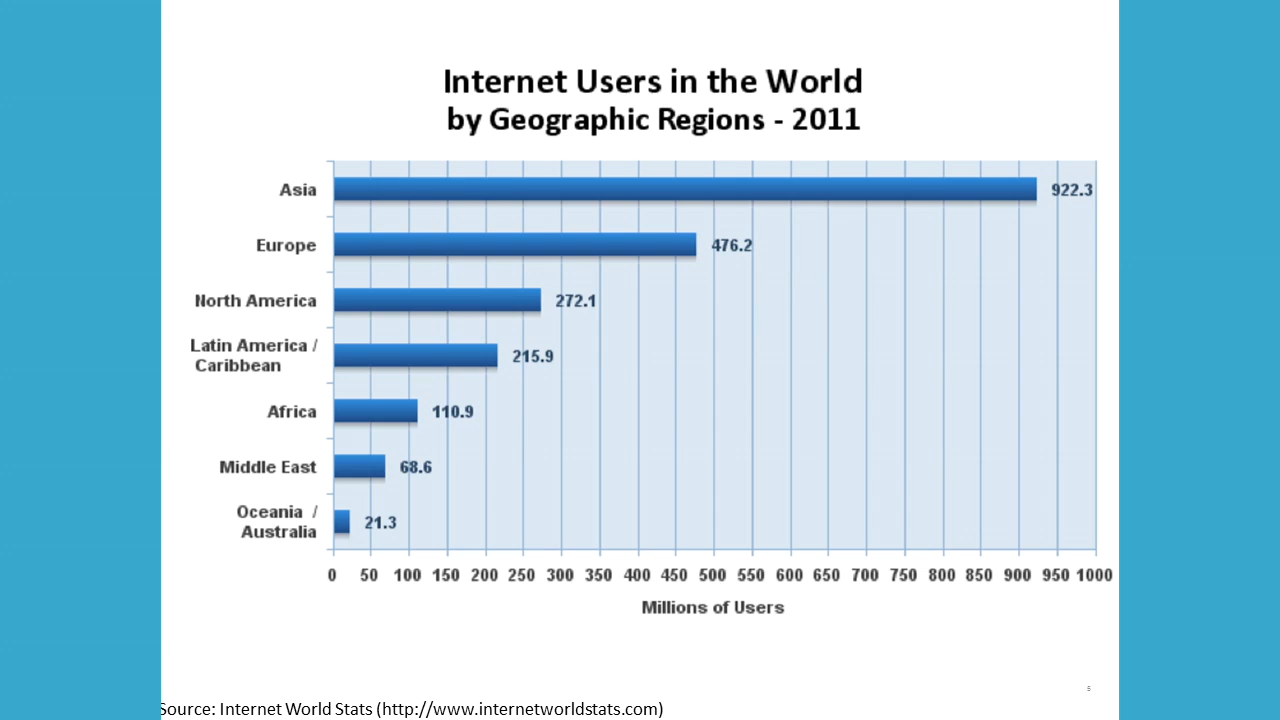 Internet Users in the World
by Geographic Regions - 2011
Asia 922.3
Europe 476.2
North America 272.1
Latin America /
Caribbean 215.9
Africa 110.9
Middle East 68.6
Oceania /
Australia 21.3
0 50 100 150 200 250 300 350 400 450 500 550 600 650 700 750 800 850 900 950 1000
Millions of Users
5
Source: Internet World Stats (http://www.internetworldstats.com)